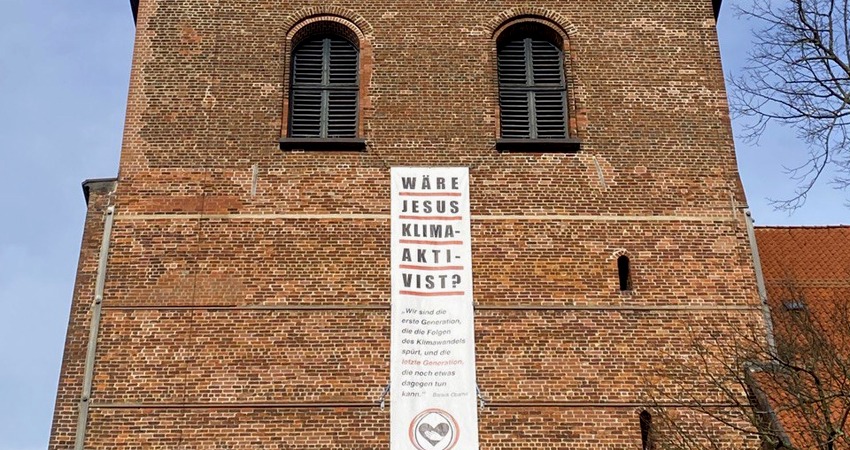 WÄRE
JESUS
KLIMA-
AKTI-
VIST?
„Wir sind die
erste Generation,
die die Folgen
des Klimawandels
spürt, und die
letzte Generation,
die noch etwas
dagegen tun
kann." Barack Obama